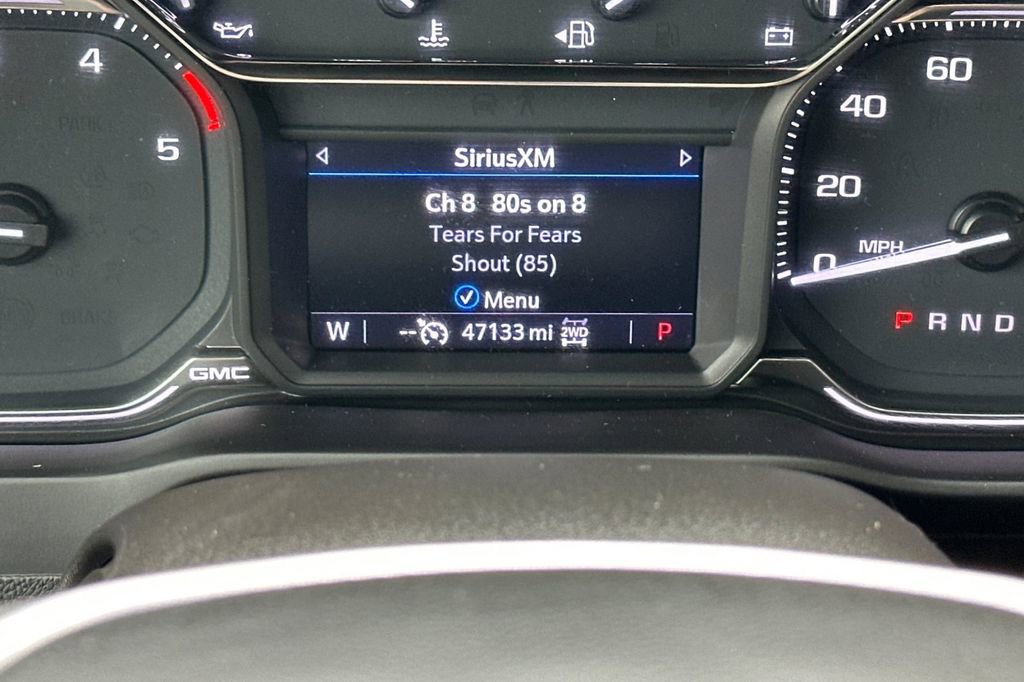 4
5
SiriusXM
Ch 8 80s on 8
Tears For Fears
Shout (85)
Menu
W -- 47133 mi 2WD P
GMC
60
40
20
0
MPH
P R N D